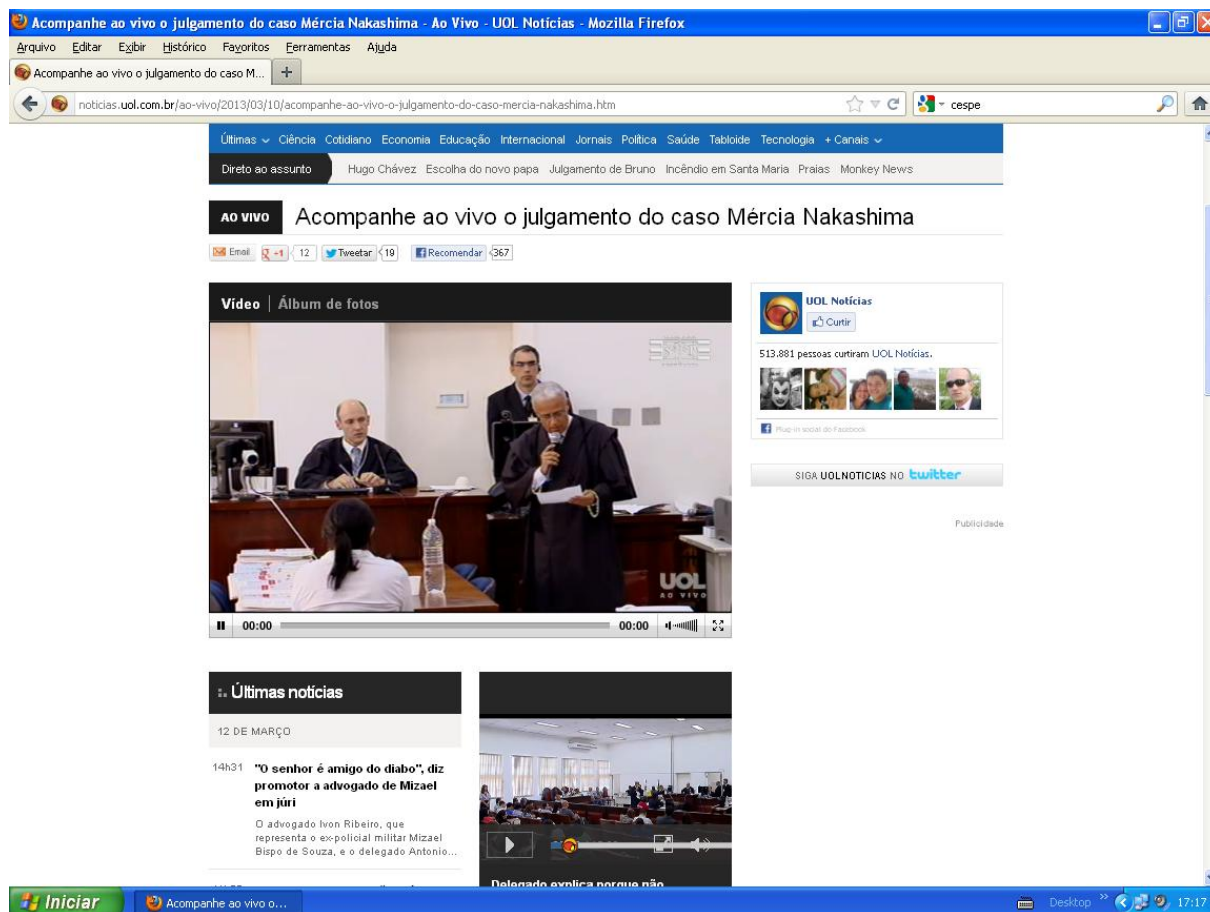 Acompanhe ao vivo o julgamento do caso Mércia Nakashima - Ao Vivo - UOL Notícias - Mozilla Firefox
Arquivo Editar Exibir Histórico Favoritos Ferramentas Ajuda
Acompanhe ao vivo o julgamento do caso M... +
noticias.uol.com.br/ao-vivo/2013/03/10/acompanhe-ao-vivo-o-julgamento-do-caso-mercia-nakashima.htm cespe
Últimas Ciência Cotidiano Economia Educação Internacional Jornais Política Saúde Tabloide Tecnologia + Canais
Direto ao assunto Hugo Chávez Escolha do novo papa Julgamento de Bruno Incêndio em Santa Maria Praias Monkey News
AO VIVO Acompanhe ao vivo o julgamento do caso Mércia Nakashima
Email +1 12 Tweetar 19 Recomendar 367
Vídeo | Álbum de fotos
UOL
AO VIVO
00:00 00:00
UOL Notícias
Curtir
513.881 pessoas curtiram UOL Notícias.
Plug-in social do Facebook
SIGA UOLNOTICIAS NO twitter
Publicidade
:. Últimas notícias
12 DE MARÇO
14h31 "O senhor é amigo do diabo", diz
promotor a advogado de Mizael
em júri
O advogado Ivon Ribeiro, que
representa o ex-policial militar Mizael
Bispo de Souza, e o delegado Antonio...
Delegado explica porque não
Iniciar Acompanhe ao vivo o... Desktop » 17:17